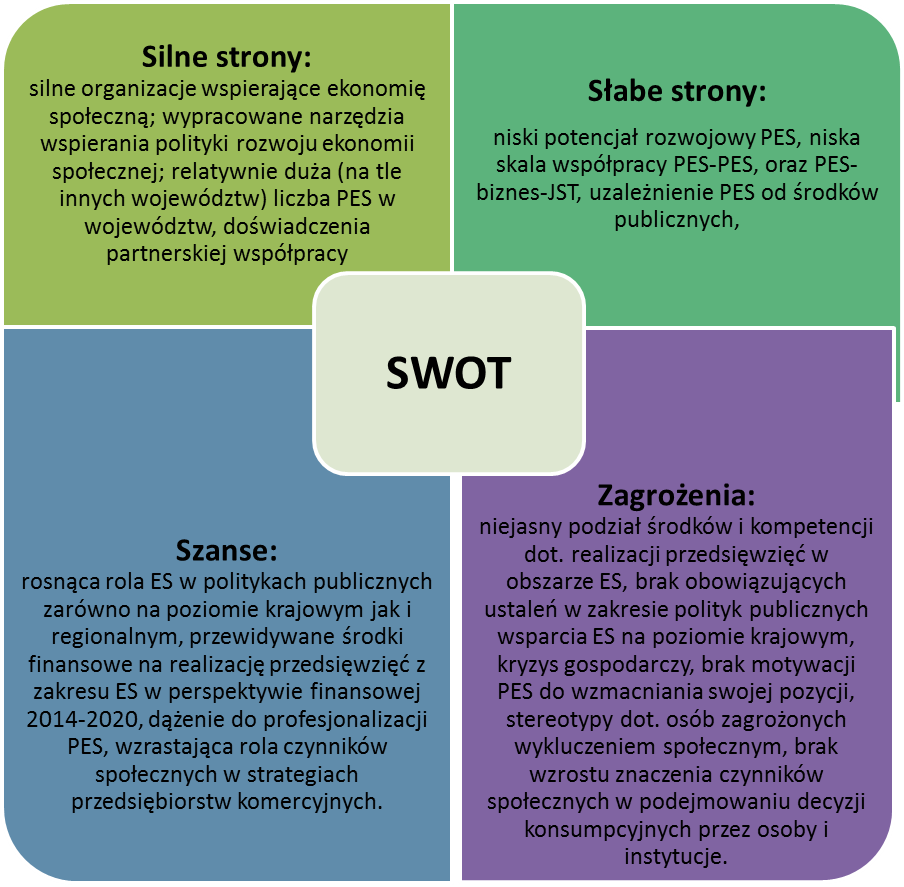 Silne strony:
silne organizacje wspierające ekonomię
społeczną; wypracowane narzędzia
wspierania polityki rozwoju ekonomii
społecznej; relatywnie duża (na tle
innych województw) liczba PES w
województw, doświadczenia
partnerskiej współpracy
Słabe strony:
niski potencjał rozwojowy PES, niska
skala współpracy PES-PES, oraz PES-
biznes-JST, uzależnienie PES od środków
publicznych,
SWOT
Szanse:
rosnąca rola ES w politykach publicznych
zarówno na poziomie krajowym jak i
regionalnym, przewidywane środki
finansowe na realizację przedsięwzięć z
zakresu ES w perspektywie finansowej
2014-2020, dążenie do profesjonalizacji
PES, wzrastająca rola czynników
społecznych w strategiach
przedsiębiorstw komercyjnych.
Zagrożenia:
niejasny podział środków i kompetencji
dot. realizacji przedsięwzięć w
obszarze ES, brak obowiązujących
ustaleń w zakresie polityk publicznych
wsparcia ES na poziomie krajowym,
kryzys gospodarczy, brak motywacji
PES do wzmacniania swojej pozycji,
stereotypy dot. osób zagrożonych
wykluczeniem społecznym, brak
wzrostu znaczenia czynników
społecznych w podejmowaniu decyzji
konsumpcyjnych przez osoby i
instytucje.